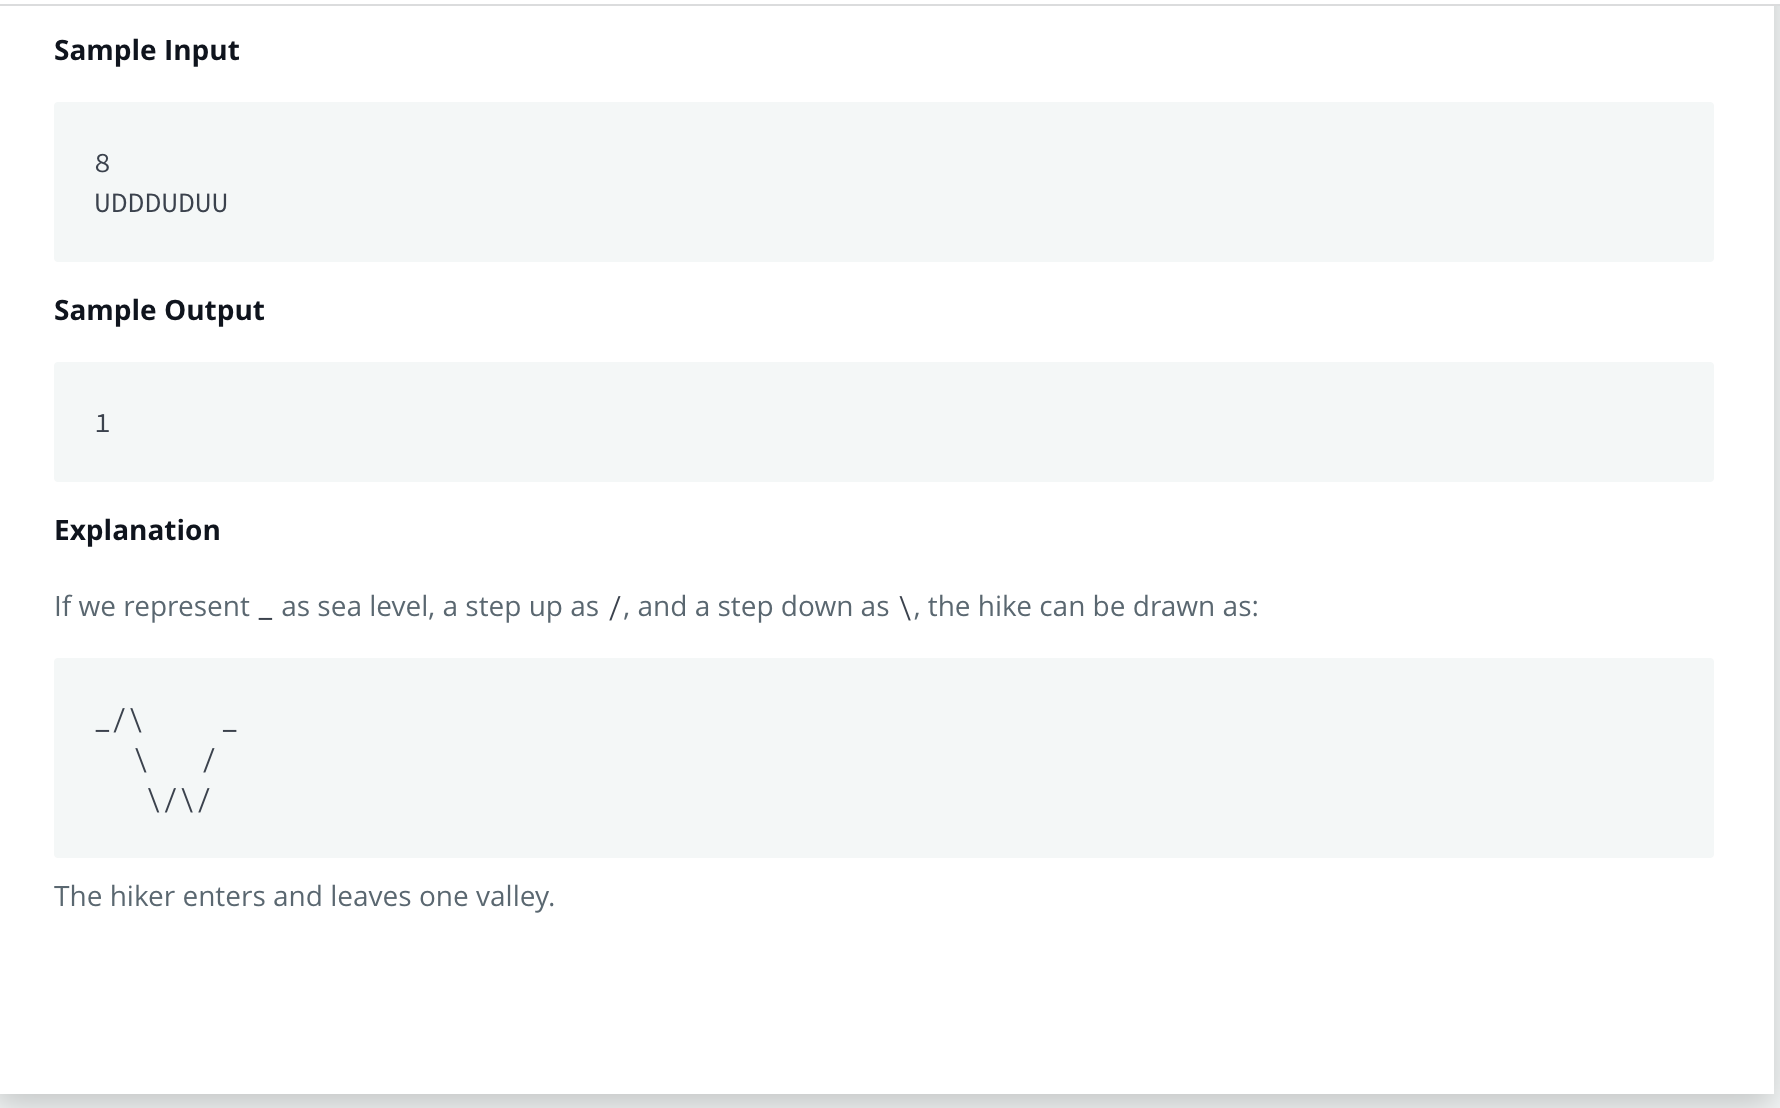 Sample Input
8
UDDDUDUU
Sample Output
1
Explanation
If we represent _ as sea level, a step up as /, and a step down as \, the hike can be drawn as:
_/\      _
   \    /
    \/\/
The hiker enters and leaves one valley.